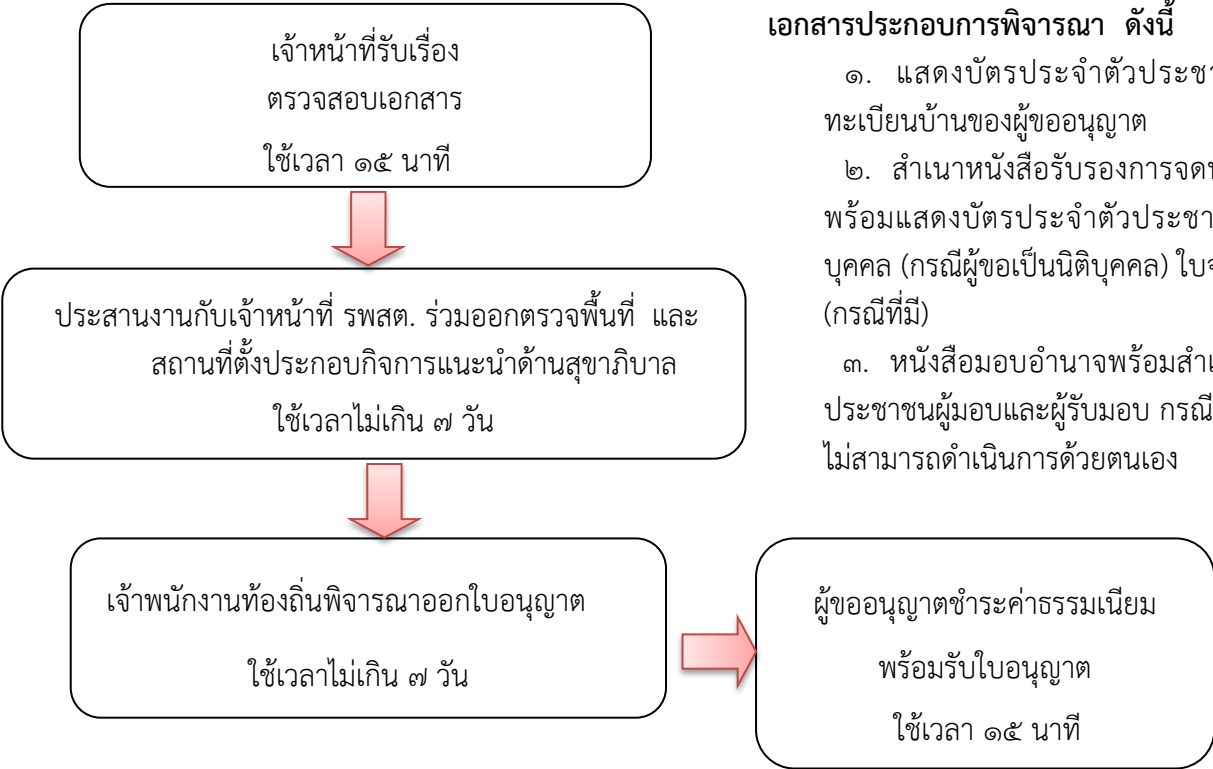 เจ้าหน้าที่รับเรื่อง
ตรวจสอบเอกสาร
ใช้เวลา ๑๕ นาที
ประสานงานกับเจ้าหน้าที่ รพสต. ร่วมออกตรวจพื้นที่ และ
สถานที่ตั้งประกอบกิจการแนะนำด้านสุขาภิบาล
ใช้เวลาไม่เกิน ๗ วัน
เจ้าพนักงานท้องถิ่นพิจารณาออกใบอนุญาต
ใช้เวลาไม่เกิน ๗ วัน
ผู้ขออนุญาตชำระค่าธรรมเนียม
พร้อมรับใบอนุญาต
ใช้เวลา ๑๕ นาที
เอกสารประกอบการพิจารณา ดังนี้
๑. แสดงบัตรประจำตัวประชา
ทะเบียนบ้านของผู้ขออนุญาต
๒. สำเนาหนังสือรับรองการจด
พร้อมแสดงบัตรประจำตัวประชา
บุคคล (กรณีผู้ขอเป็นนิติบุคคล)
(กรณีที่มี)
๓. หนังสือมอบอำนาจพร้อม
ประชาชนผู้มอบและผู้รับมอบ กรณี
ไม่สามารถดำเนินการด้วยตนเอง